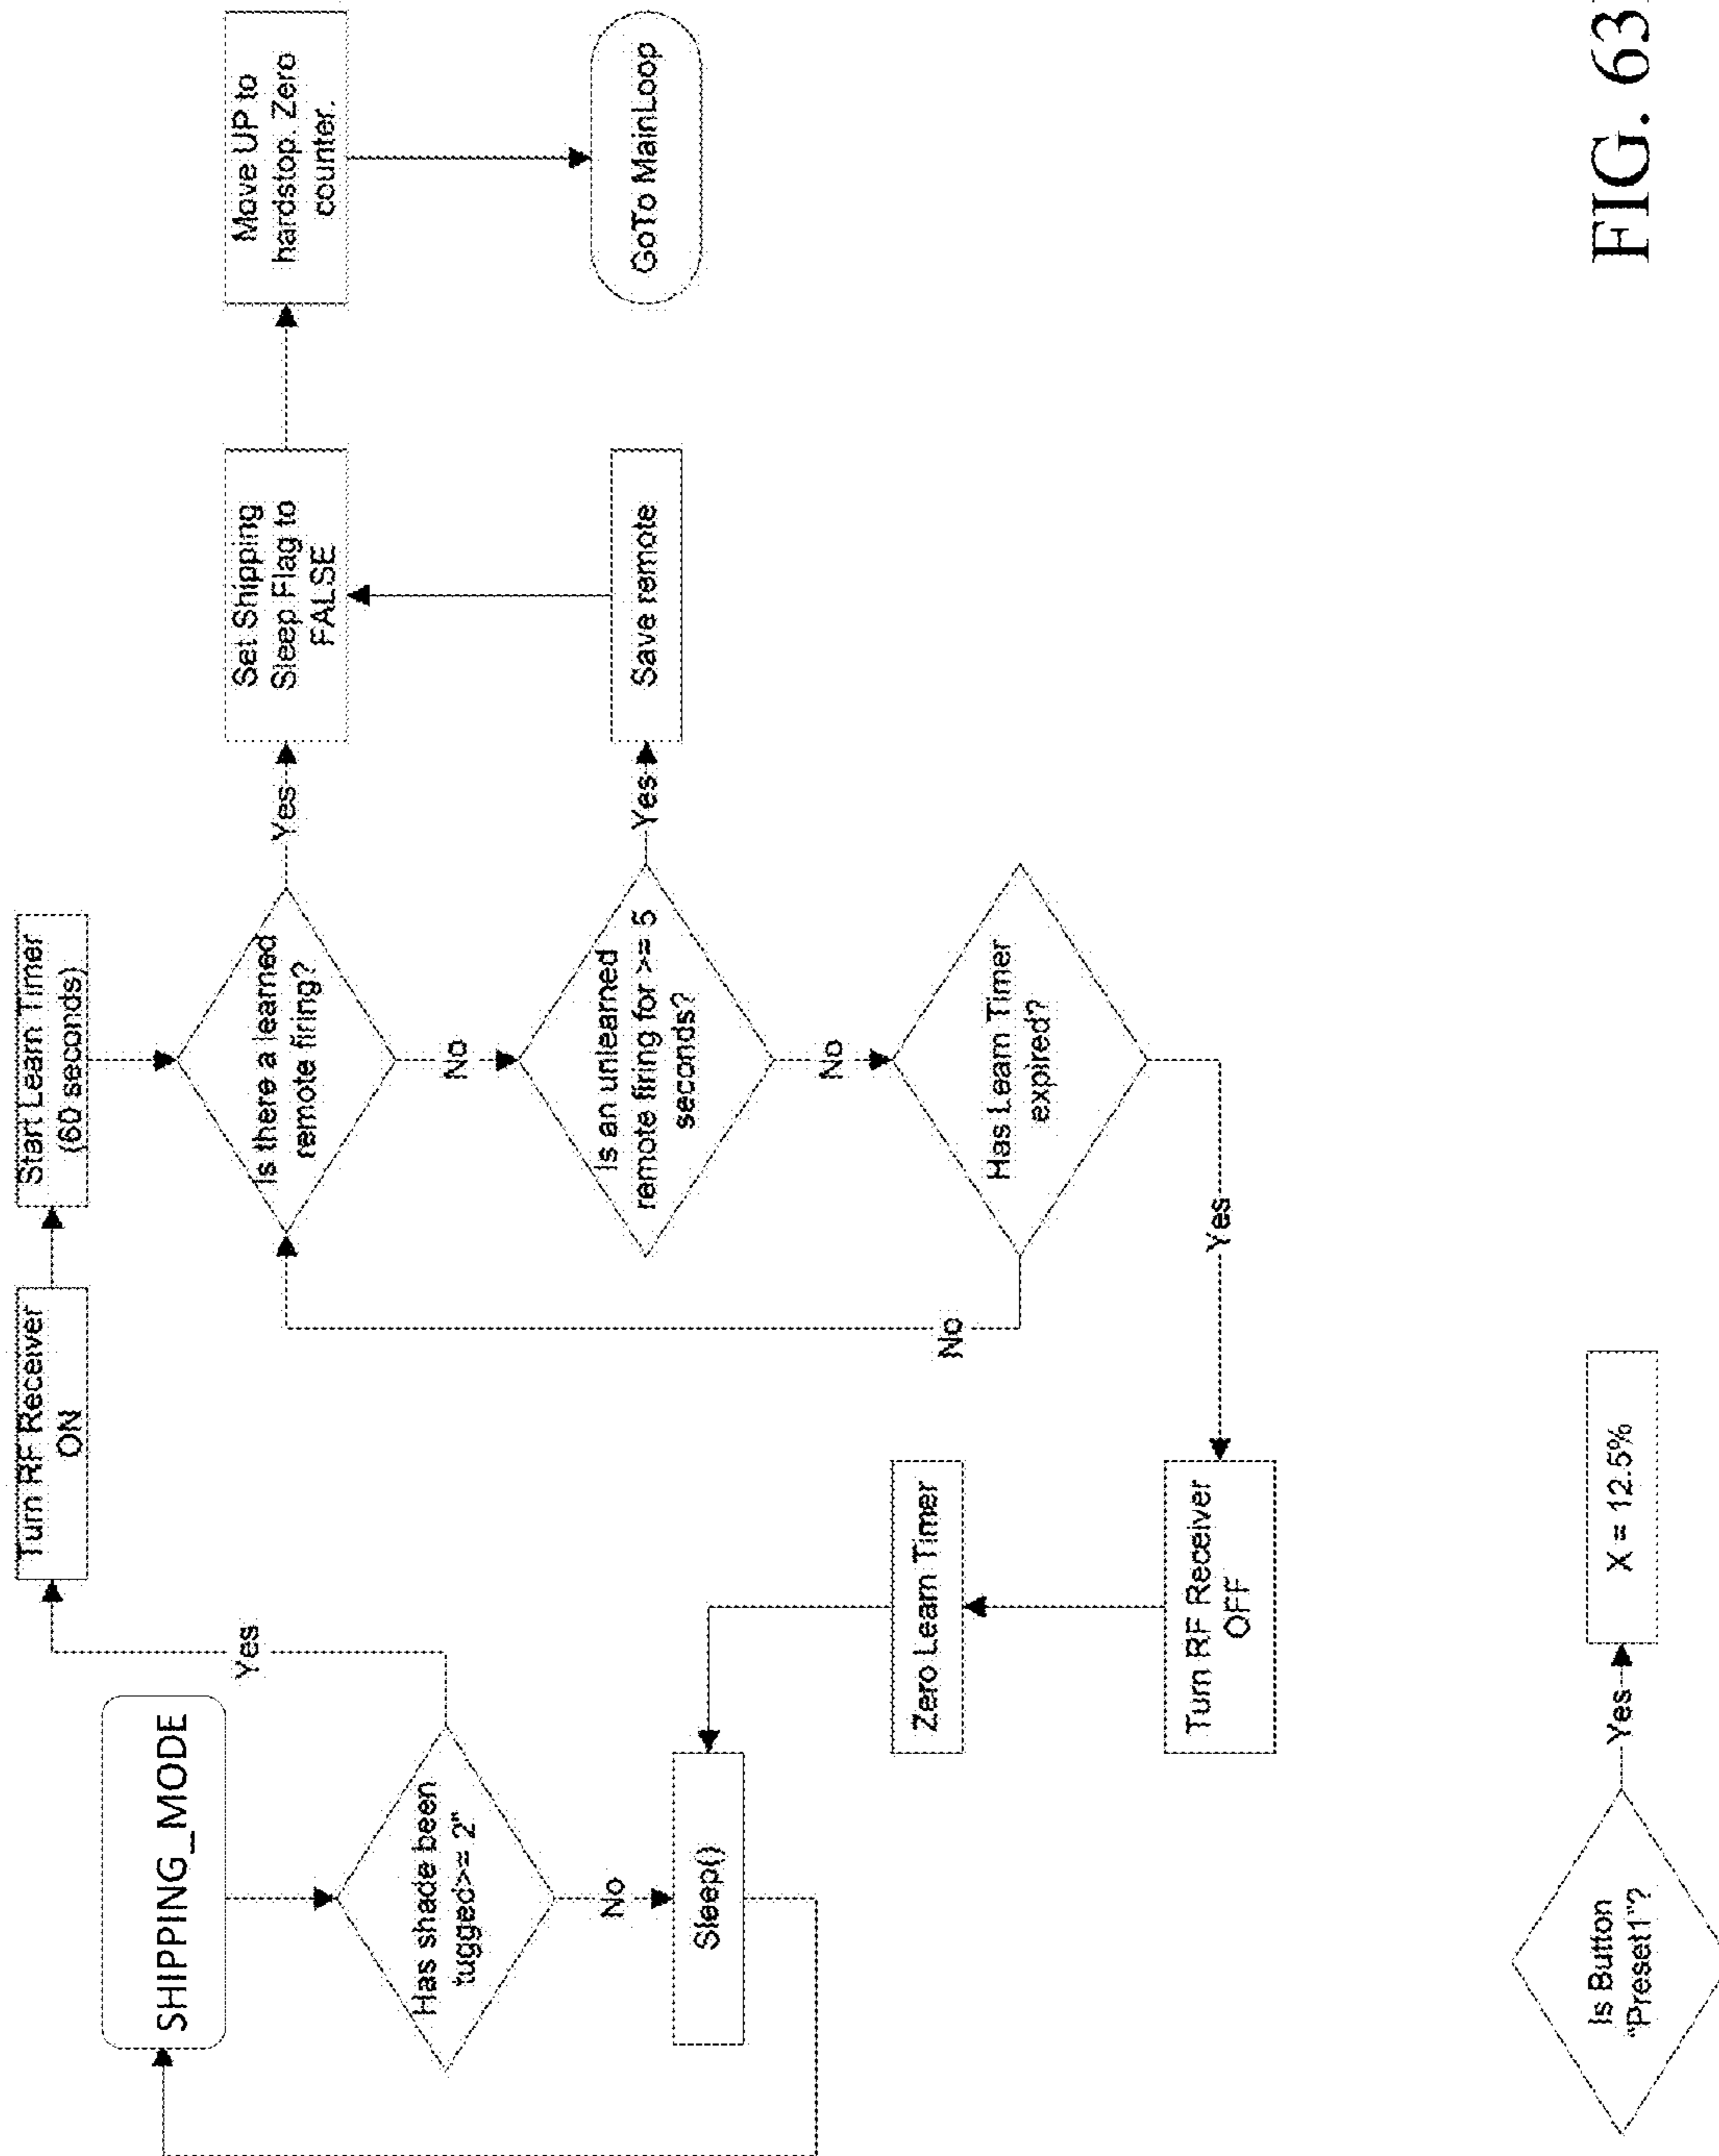 SHIPPING_MODE
Has shade been
tugged>= 2"
Yes
No
Sleep()
Turn RF Receiver
ON
Start Learn Timer
(60 seconds)
Is there a learned
remote firing?
Yes
No
Set Shipping
Sleep Flag to
FALSE
Move UP to
hardstop. Zero
counter.
GoTo MainLoop
Is an unlearned
remote firing for >= 5
seconds?
Yes
No
Save remote
Has Learn Timer
expired?
No
Yes
Turn RF Receiver
OFF
Zero Learn Timer
Is Button
"Preset1"?
Yes
X = 12.5%
FIG. 63